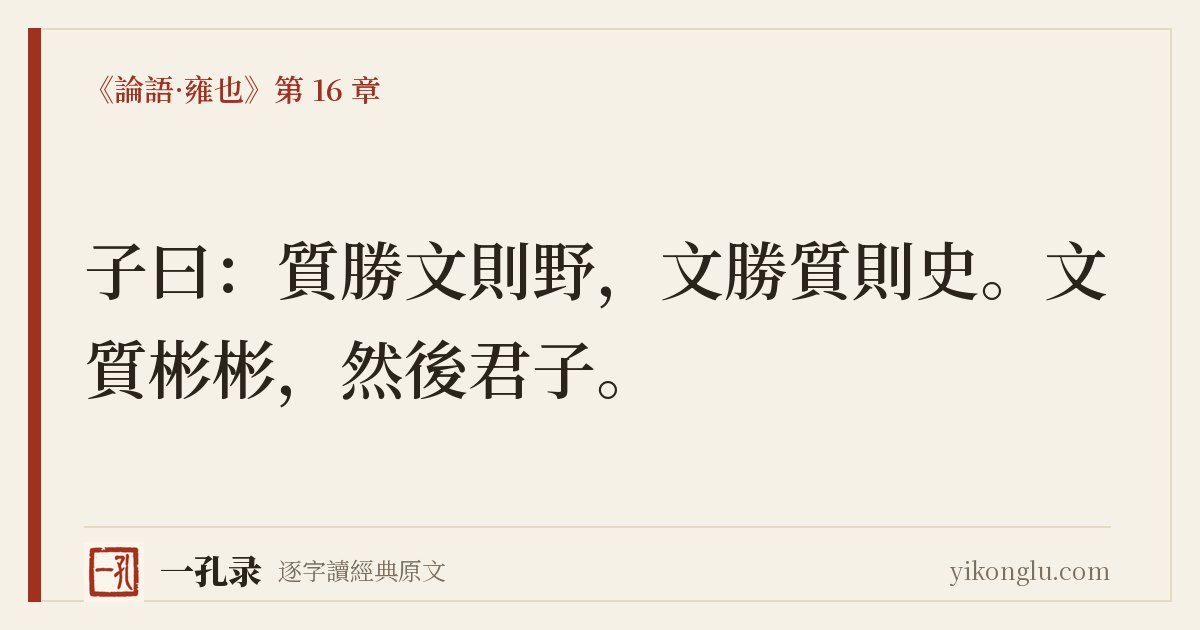 《論語·雍也》第 16 章
子曰：質勝文則野，文勝質則史。文
質彬彬，然後君子。
一孔
一孔录 逐字讀經典原文
yikonglu.com